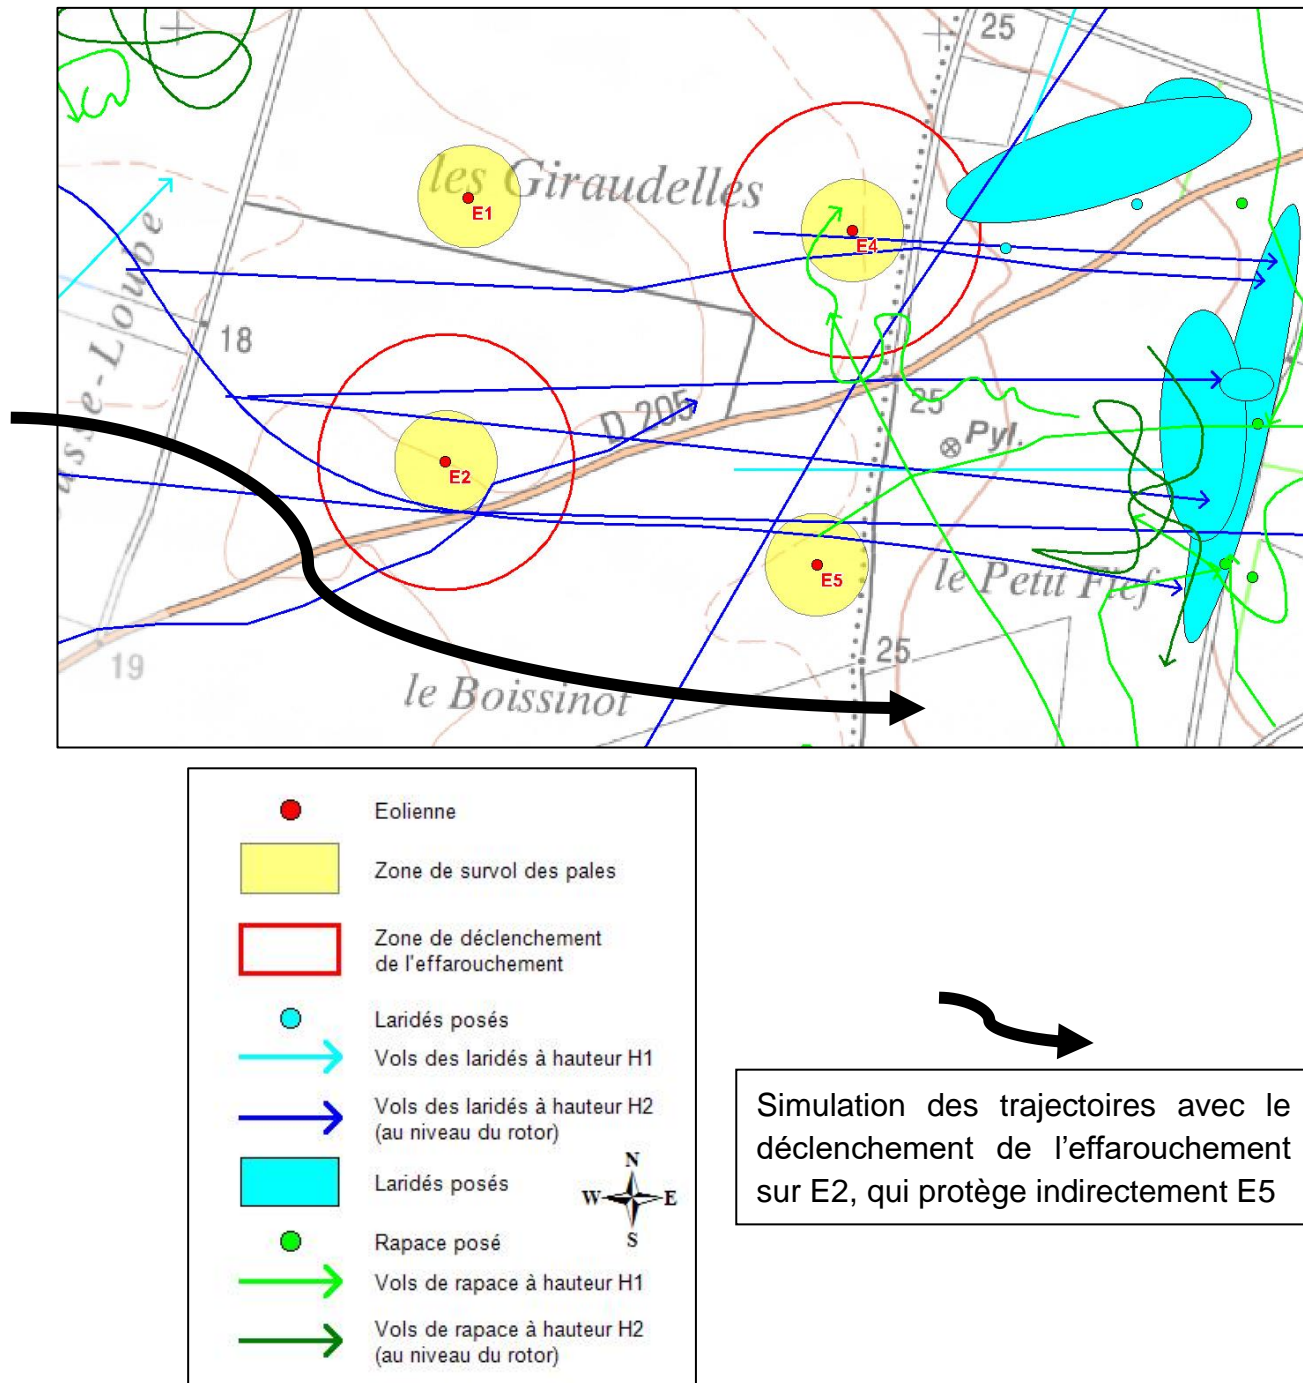 25
les Giraudelles
E1
E4
usse-Loube
18
25
D 205
Pyl.
E2
E5
le Petit Fief
25
19
le Boissinot
Eolienne
Zone de survol des pales
Zone de déclenchement
de l'effarouchement
Laridés posés
Vols des laridés à hauteur H1
Vols des laridés à hauteur H2
(au niveau du rotor)
Laridés posés
N
W E
S
Rapace posé
Vols de rapace à hauteur H1
Vols de rapace à hauteur H2
(au niveau du rotor)
Simulation des trajectoires avec le
déclenchement de l’effarouchement
sur E2, qui protège indirectement E5